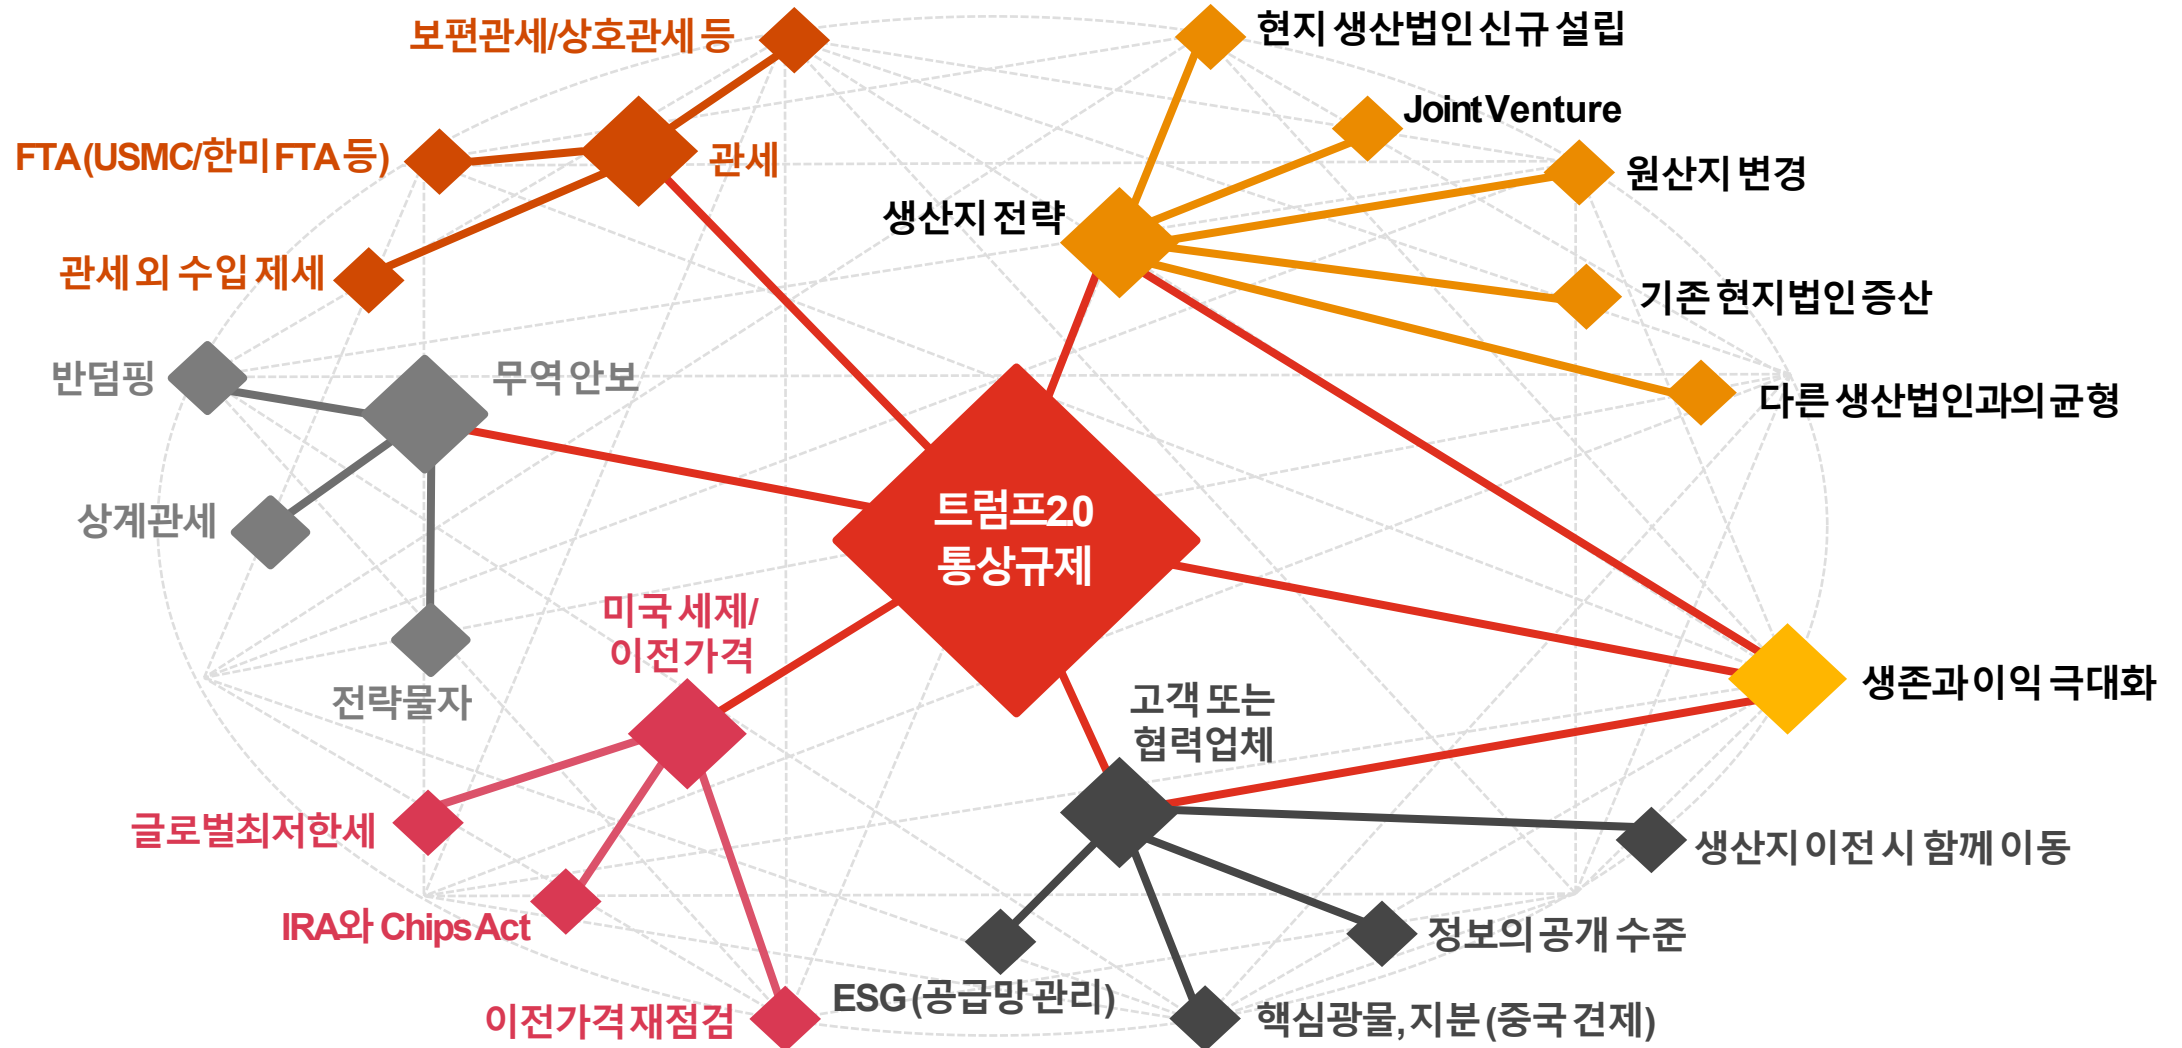 보편관세/상호관세 등
현지 생산법인 신규 설립
Joint Venture
FTA (USMC/한미 FTA 등)
관세
원산지 변경
생산지 전략
관세 외 수입 제세
기존 현지법인 증산
반덤핑
무역 안보
다른 생산법인과의 균형
상계관세
트럼프2.0
통상규제
미국 세제/
이전가격
전략물자
고객 또는
협력업체
생존과 이익 극대화
글로벌최저한세
생산지 이전 시 함께 이동
IRA와 Chips Act
정보의 공개 수준
ESG (공급망 관리)
이전가격 재점검
핵심광물, 지분 (중국 견제)